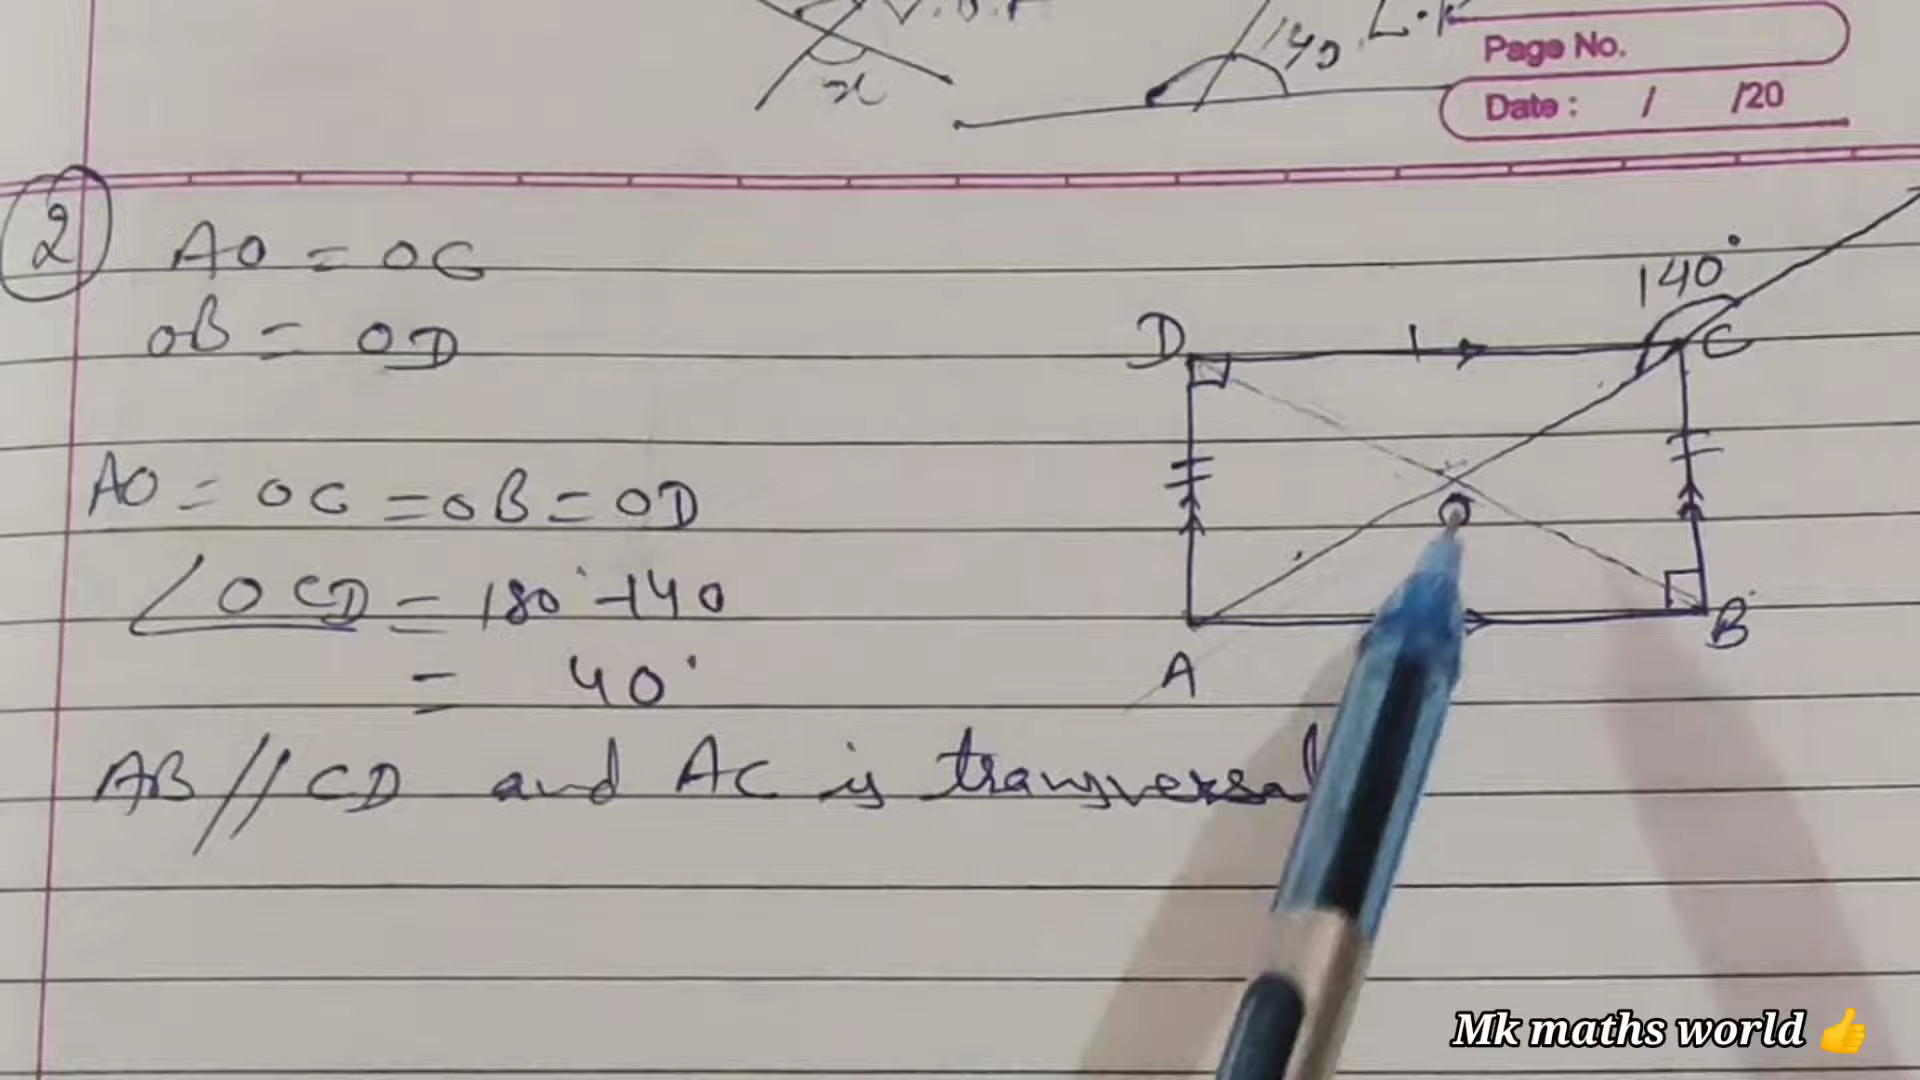 Page No.
Date : / /20
140
x
2
AO = OC
OB = OD
140°
D
C
AO = OC = OB = OD
O
∠OCD = 180° - 140
= 40°
A
B
AB // CD and AC is transversal
Mk maths world 👍